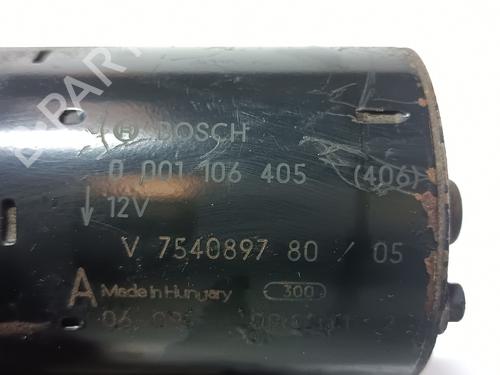 BOSCH
0 001 106 405 (406)
12V
V 7540897 80 / 05
A Made in Hungary 300